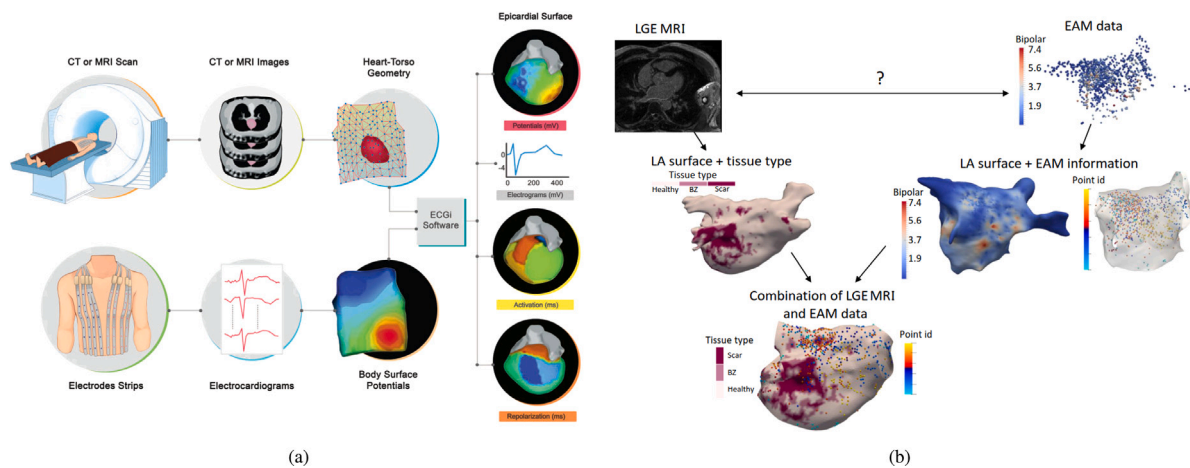 Epicardial Surface
CT or MRI Scan
CT or MRI Images
Heart-Torso
Geometry
Potentials (mV)
0
-4
0 200 400
Electrograms (mV)
ECGi
Software
Activation (ms)
Electrodes Strips
Electrocardiograms
Body Surface
Potentials
Repolarization (ms)
(a)
LGE MRI
EAM data
Bipolar
7.4
5.6
3.7
1.9
?
LA surface + tissue type
Tissue type
Healthy BZ Scar
LA surface + EAM information
Bipolar
7.4
5.6
3.7
1.9
Point id
Combination of LGE MRI
and EAM data
Tissue type
Scar
BZ
Healthy
Point id
(b)